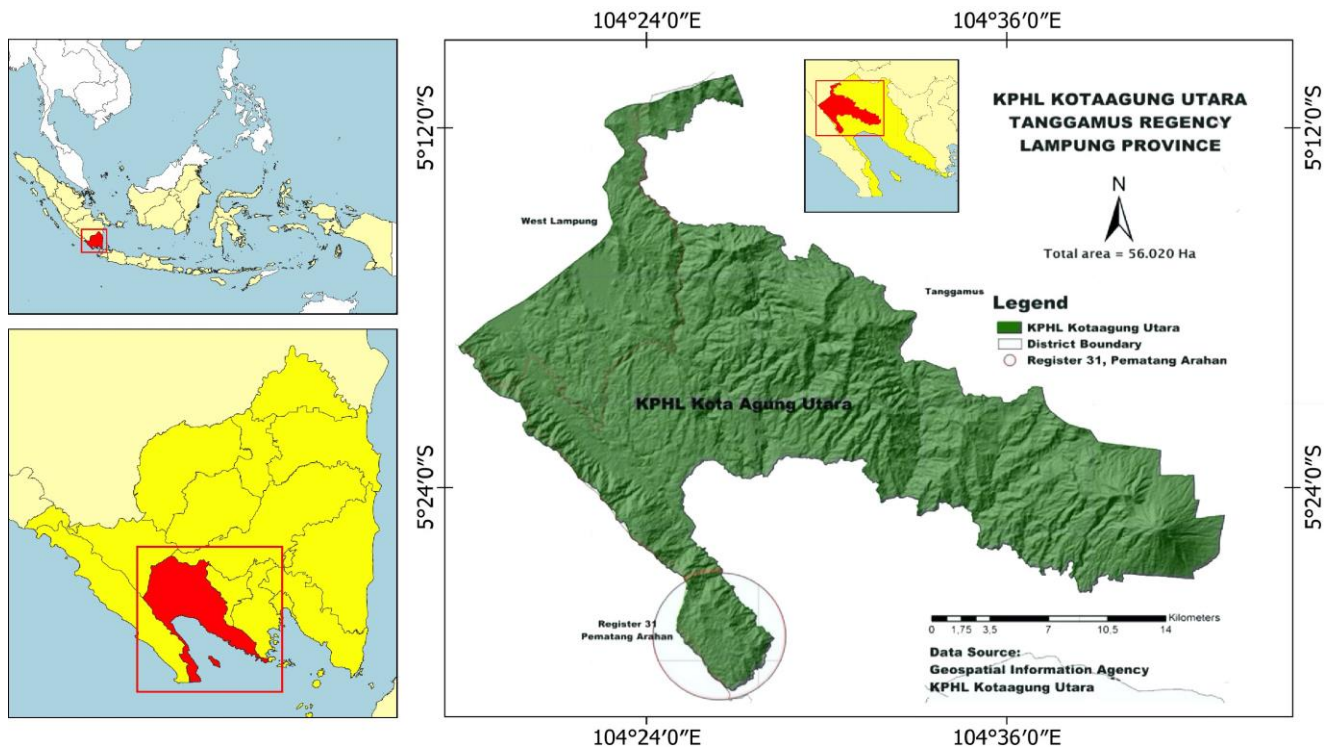 104°24'0"E
104°36'0"E
5°12'0"S
5°24'0"S
KPHL KOTAAGUNG UTARA
TANGGAMUS REGENCY
LAMPUNG PROVINCE
N
Total area = 56.020 Ha
West Lampung
Tanggamus
Legend
KPHL Kotaagung Utara
District Boundary
Register 31, Pematang Arahan
KPHL Kota Agung Utara
Register 31
Pematang Arahan
Kilometers
0 1,75 3,5 7 10,5 14
Data Source:
Geospatial Information Agency
KPHL Kotaagung Utara
5°12'0"S
5°24'0"S
104°24'0"E
104°36'0"E